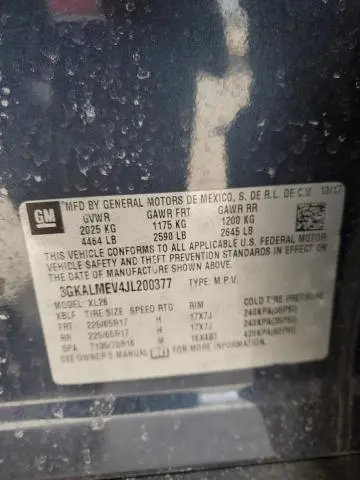 GM
MFD BY GENERAL MOTORS DE MEXICO, S. DE R.L. DE C.V. 10/17
GVWR GAWR FRT GAWR RR
2025 KG 1175 KG 1200 KG
4464 LB 2590 LB 2645 LB
THIS VEHICLE CONFORMS TO ALL APPLICABLE U.S. FEDERAL MOTOR
VEHICLE SAFETY AND THEFT PREVENTION STANDARDS IN EFFECT ON
THE DATE OF MANUFACTURE SHOWN ABOVE.
3GKALMEV4JL200377 TYPE: M.P.V.
MODEL: XL26
XBLF TIRE SIZE SPEED RTG RIM COLD TIRE PRESSURE
FRT 225/65R17 H 17X7J 240KPA(35PSI)
RR 225/65R17 H 17X7J 240KPA(35PSI)
SPA T135/70R16 M 16X4BT 420KPA(60PSI)
SEE OWNER'S MANUAL FOR